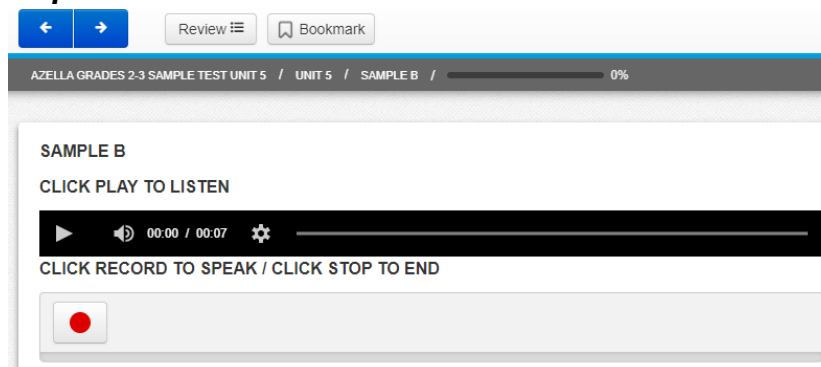 Review Bookmark
AZELLA GRADES 2-3 SAMPLE TEST UNIT 5 / UNIT 5 / SAMPLE B / 0%
SAMPLE B
CLICK PLAY TO LISTEN
00:00 / 00:07
CLICK RECORD TO SPEAK / CLICK STOP TO END